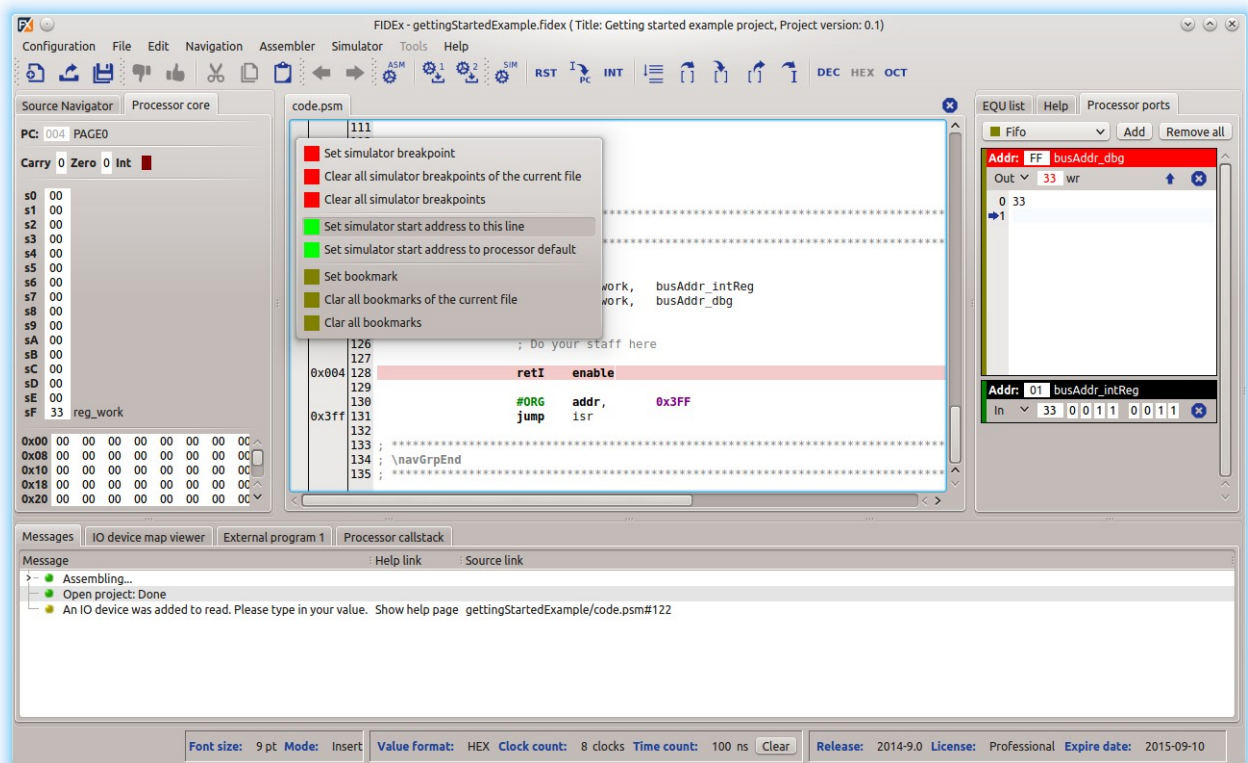 FIDEx - gettingStartedExample.fidex ( Title: Getting started example project, Project version: 0.1)
Configuration File Edit Navigation Assembler Simulator Tools Help
ASM 1 2 SIM RST I PC INT DEC HEX OCT
Source Navigator Processor core
PC: 004 PAGE0
Carry 0 Zero 0 Int
s0 00
s1 00
s2 00
s3 00
s4 00
s5 00
s6 00
s7 00
s8 00
s9 00
sA 00
sB 00
sC 00
sD 00
sE 00
sF 33 reg_work
0x00 00 00 00 00 00 00 00
0x08 00 00 00 00 00 00 00
0x10 00 00 00 00 00 00 00
0x18 00 00 00 00 00 00 00
0x20 00 00 00 00 00 00 00
code.psm
111
Set simulator breakpoint
Clear all simulator breakpoints of the current file
Clear all simulator breakpoints
Set simulator start address to this line
Set simulator start address to processor default
Set bookmark
Clar all bookmarks of the current file
Clar all bookmarks
work, busAddr_intReg
work, busAddr_dbg
126 ; Do your staff here
127
0x004 128 retI enable
129
130 #ORG addr, 0x3FF
0x3ff 131 jump isr
132
133 ; ****************************************************************
134 ; \navGrpEnd
135 ; ****************************************************************
EQU list Help Processor ports
Fifo Add Remove all
Addr: FF busAddr_dbg
Out 33 wr
0 33
1
Addr: 01 busAddr_intReg
In 33 0 0 1 1 0 0 1 1
Messages IO device map viewer External program 1 Processor callstack
Message Help link Source link
Assembling...
Open project: Done
An IO device was added to read. Please type in your value. Show help page gettingStartedExample/code.psm#122
Font size: 9 pt Mode: Insert Value format: HEX Clock count: 8 clocks Time count: 100 ns Clear Release: 2014-9.0 License: Professional Expire date: 2015-09-10